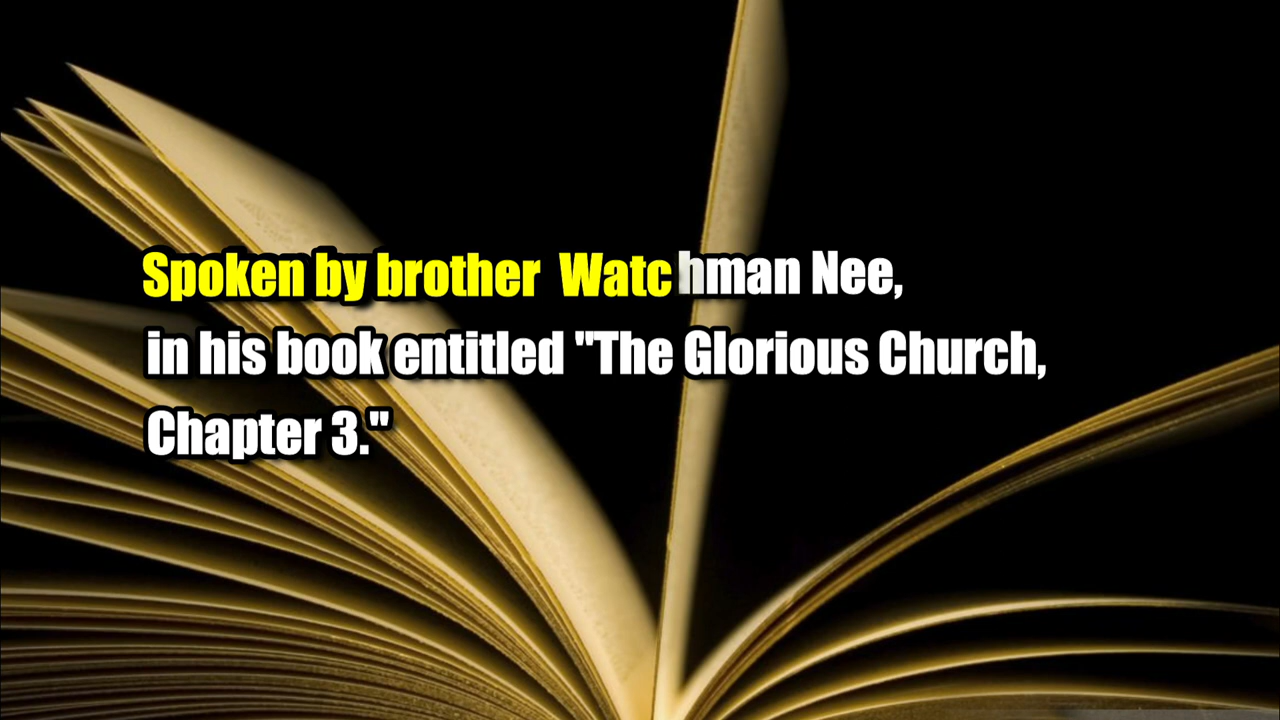 Spoken by brother  Watchman Nee,
in his book entitled "The Glorious Church,
Chapter 3."